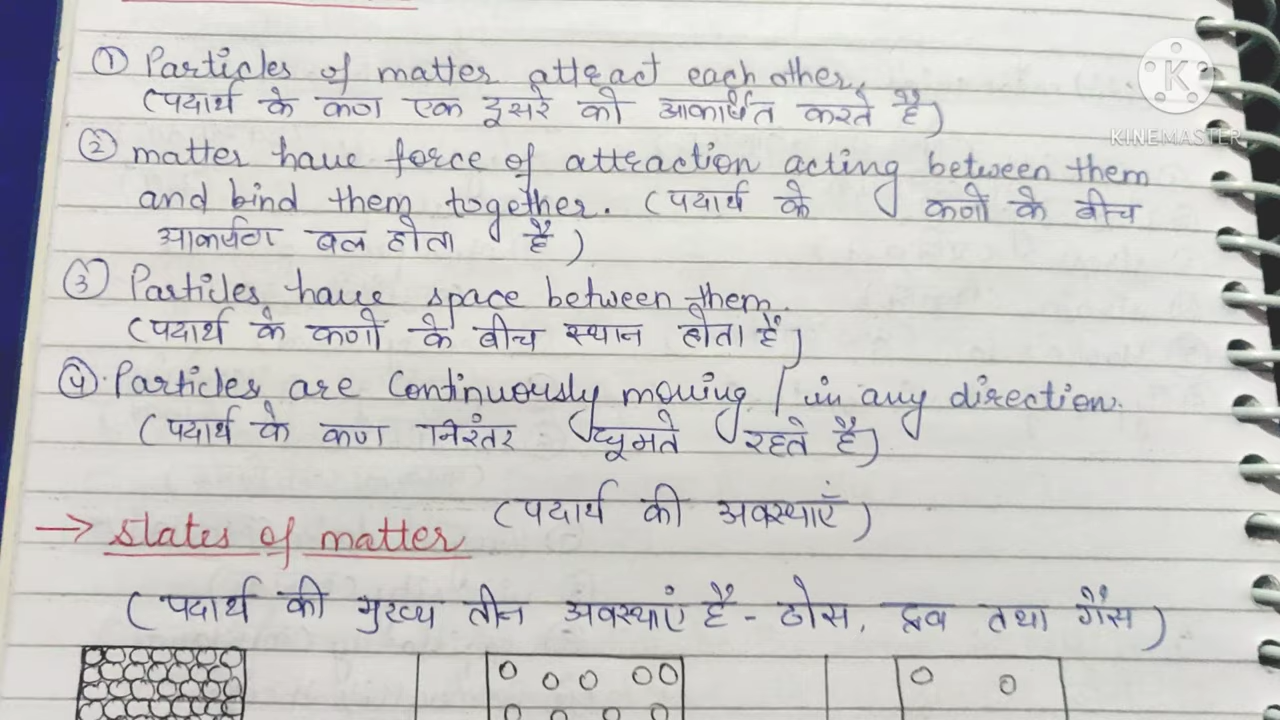 ① Particles of matter attract each other,
(पदार्थ के कण एक दूसरे को आकर्षित करते है)
② matter have force of attraction acting between them
and bind them together. (पदार्थ के कणो के बीच
आकर्षण बल होता है)
③ Particles have space between them.
(पदार्थ के कणो के बीच स्थान होता है)
④ Particles are Continuously moving / in any direction.
(पदार्थ के कण निरंतर घूमते रहते है)
(पदार्थ की अवस्थाएँ)
→ States of matter
(पदार्थ की मुख्य तीन अवस्थाएं है - ठोस, द्रव तथा गैस)
K
KINEMASTER